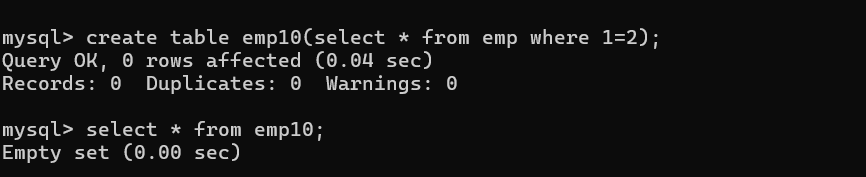 mysql> create table emp10(select * from emp where 1=2);
Query OK, 0 rows affected (0.04 sec)
Records: 0  Duplicates: 0  Warnings: 0
mysql> select * from emp10;
Empty set (0.00 sec)